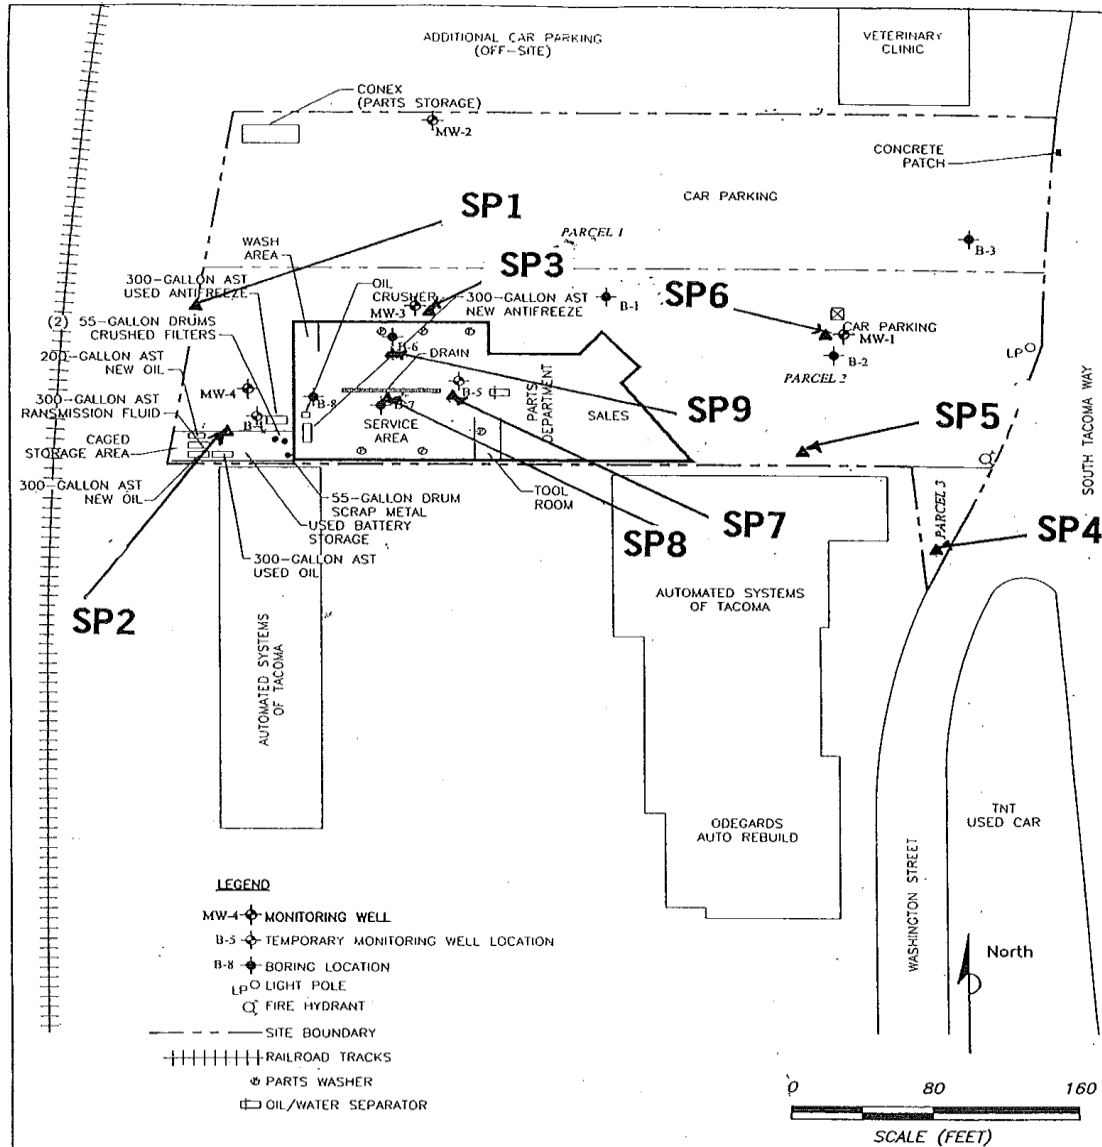 ADDITIONAL CAR PARKING
(OFF-SITE)
VETERINARY
CLINIC
CONEX
(PARTS STORAGE)
MW-2
CONCRETE
PATCH
CAR PARKING
SP1
PARCEL 1
B-3
WASH
AREA
SP3
300-GALLON AST
USED ANTIFREEZE
OIL
CRUSHER
MW-3
300-GALLON AST
NEW ANTIFREEZE
B-1
SP6
(2) 55-GALLON DRUMS
CRUSHED FILTERS
CAR PARKING
MW-1
B-6
DRAIN
B-2
LP
200-GALLON AST
NEW OIL
PARCEL 2
MW-4
B-5
300-GALLON AST
RANSMISSION FLUID
B-8
B-7
PARTS
DEPARTMENT
SALES
SP9
SP5
SERVICE
AREA
CAGED
STORAGE AREA
SOUTH TACOMA WAY
300-GALLON AST
NEW OIL
55-GALLON DRUM
SCRAP METAL
TOOL
ROOM
USED BATTERY
STORAGE
PARCEL 3
SP7
SP8
SP4
300-GALLON AST
USED OIL
SP2
AUTOMATED SYSTEMS
OF TACOMA
AUTOMATED SYSTEMS
OF TACOMA
ODEGARDS
AUTO REBUILD
TNT
USED CAR
WASHINGTON STREET
North
LEGEND
MW-4 MONITORING WELL
B-5 TEMPORARY MONITORING WELL LOCATION
B-8 BORING LOCATION
LP LIGHT POLE
FIRE HYDRANT
SITE BOUNDARY
RAILROAD TRACKS
PARTS WASHER
OIL/WATER SEPARATOR
0 80 160
SCALE (FEET)